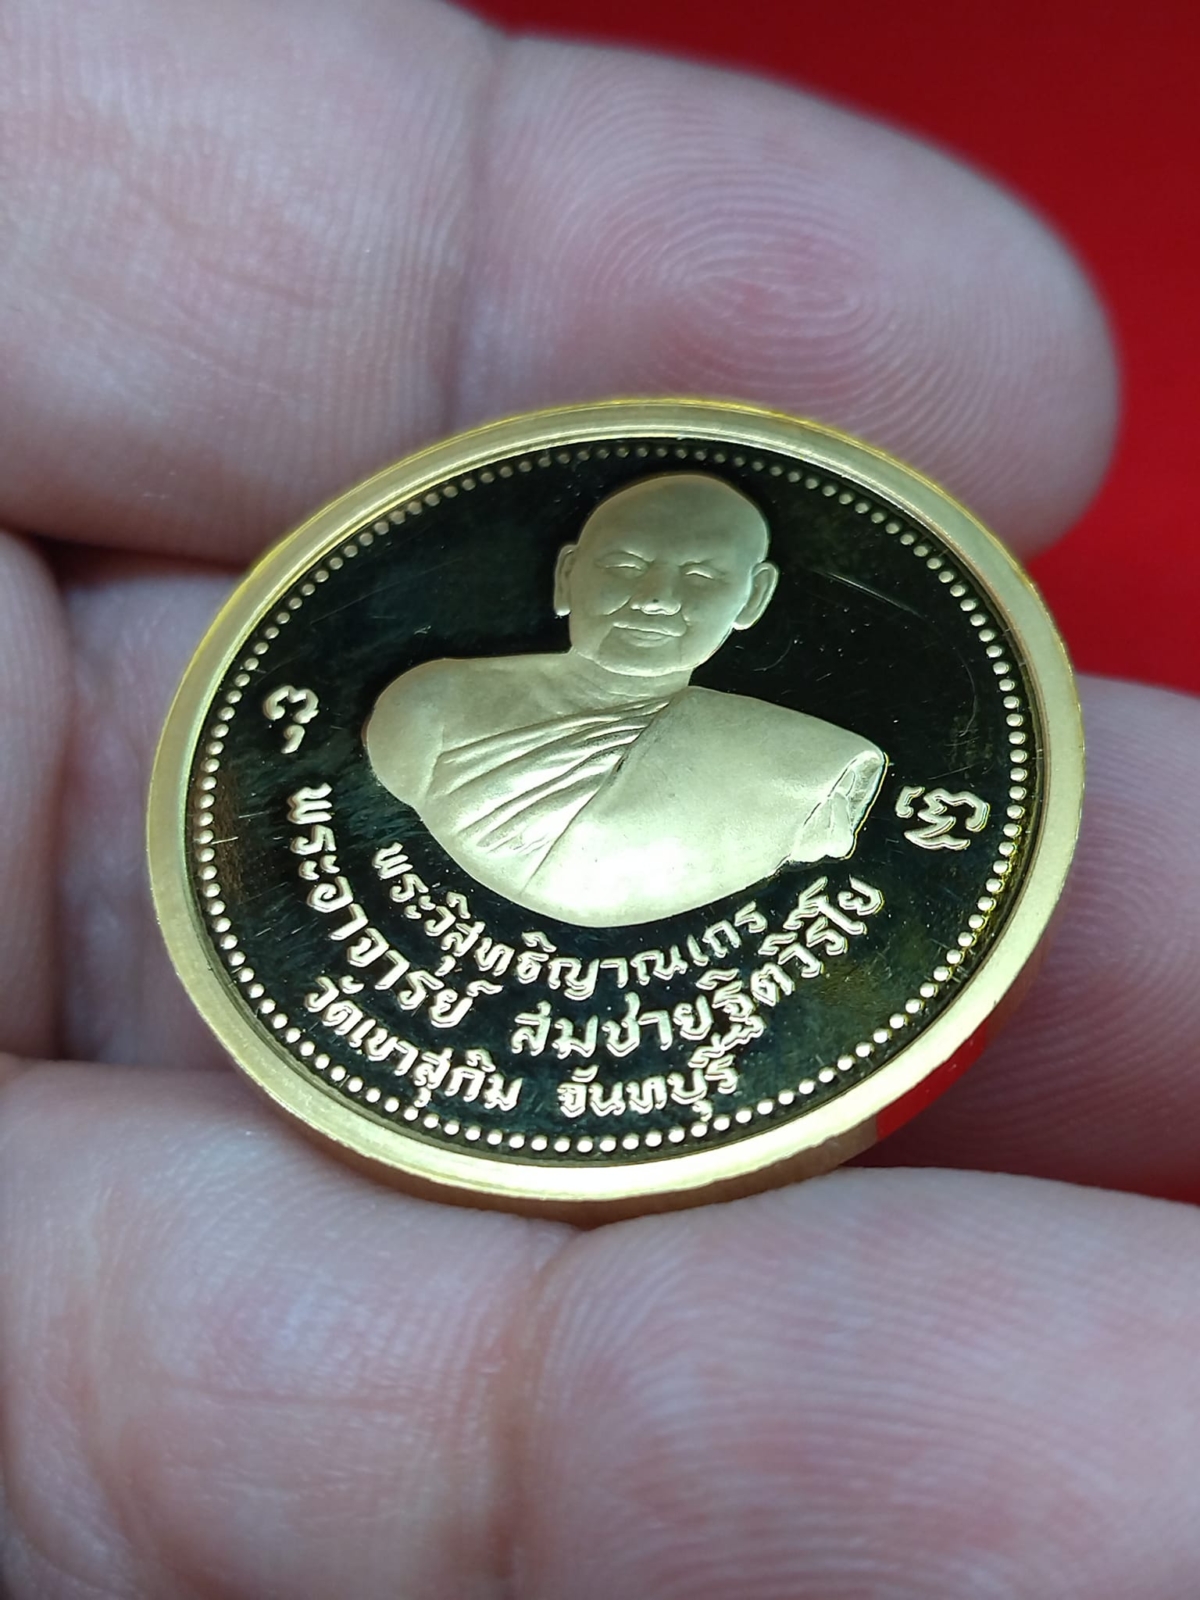 พระวิสุทธิญาณเถร
พระอาจารย์ สมชายฐิตวิริโย
วัดเขาสุกิม จันทบุรี